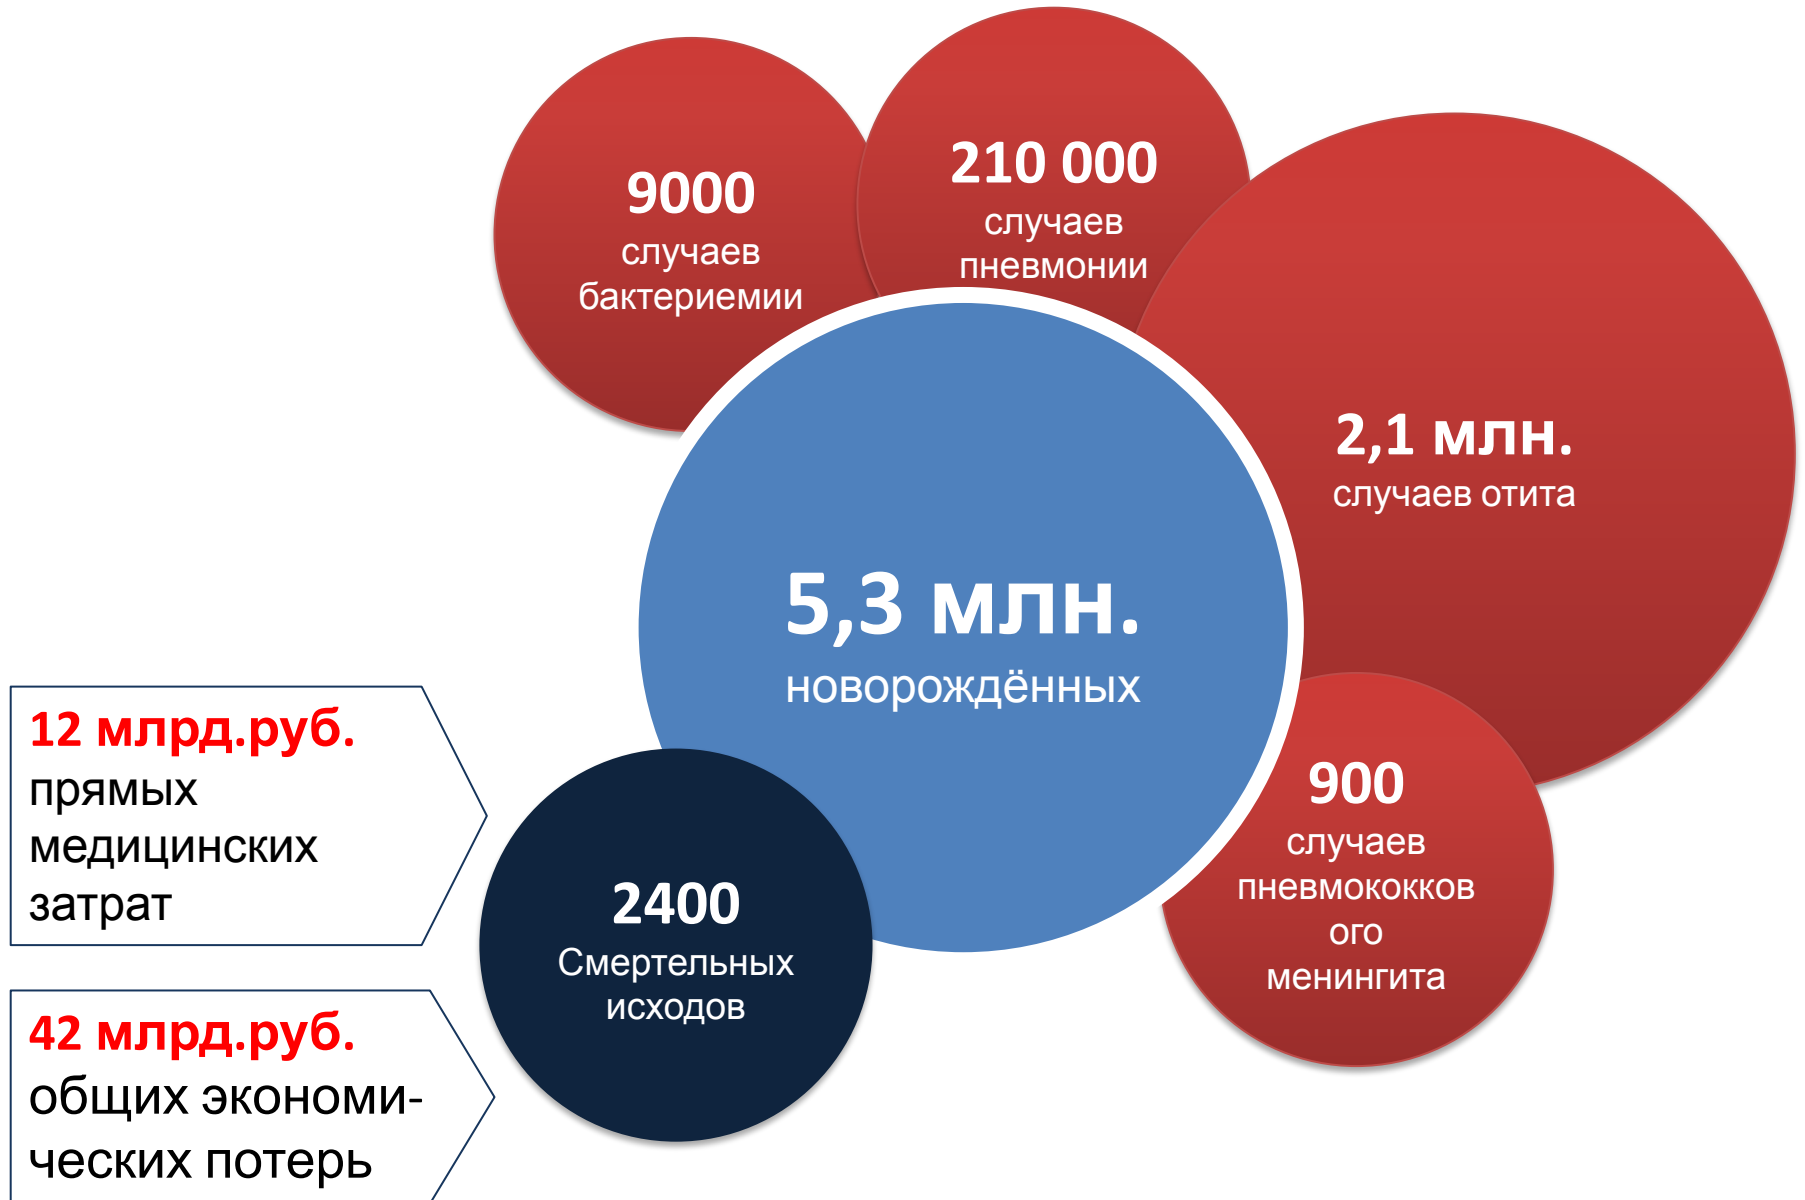 9000
случаев
бактериемии
210 000
случаев
пневмонии
2,1 млн.
случаев отита
5,3 млн.
новорождённых
900
случаев
пневмококков
ого
менингита
2400
Смертельных
исходов
12 млрд.руб.
прямых
медицинских
затрат
42 млрд.руб.
общих экономи-
ческих потерь